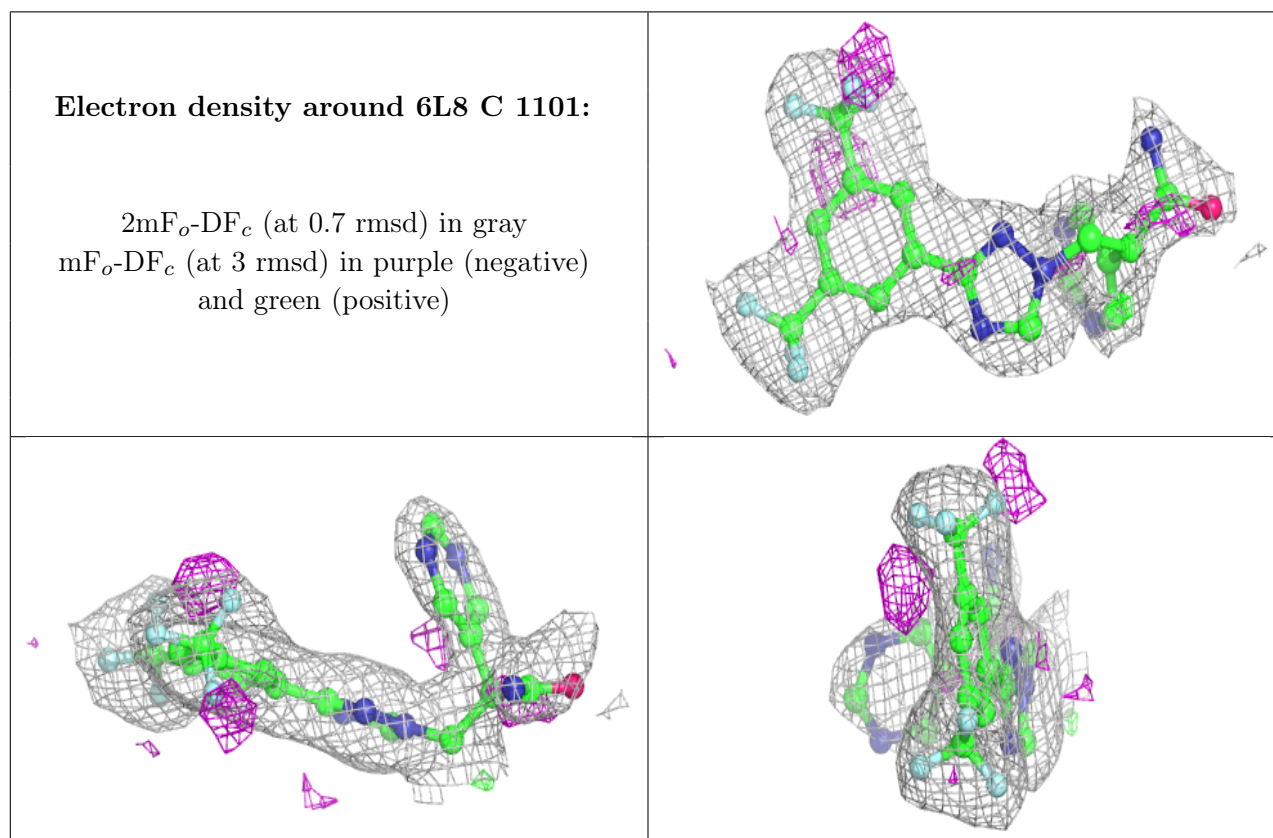 Electron density around 6L8 C 1101:
2mFₒ-DF𝒸 (at 0.7 rmsd) in gray
mFₒ-DF𝒸 (at 3 rmsd) in purple (negative)
and green (positive)